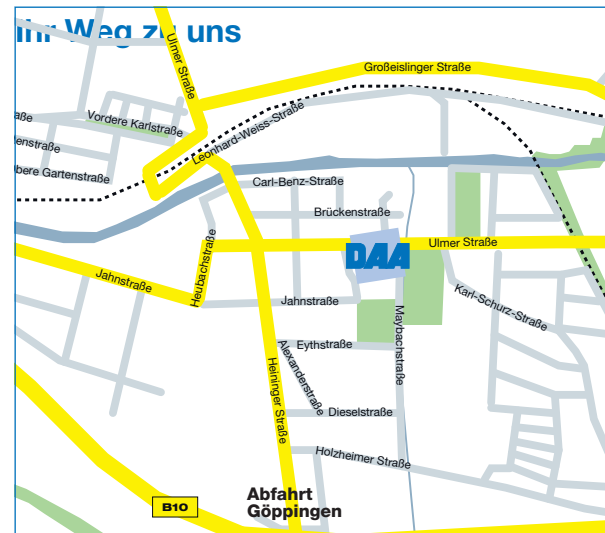 Ihr Weg zu uns
Ulmer Straße
Großeislinger Straße
Vordere Karlstraße
Leonhard-Weiss-Straße
Carl-Benz-Straße
Brückenstraße
Ulmer Straße
DAA
Jahnstraße
Heubachstraße
Jahnstraße
Karl-Schurz-Straße
Maybachstraße
Eythstraße
Alexanderstraße
Heininger Straße
Dieselstraße
Holzheimer Straße
Abfahrt
Göppingen
B10